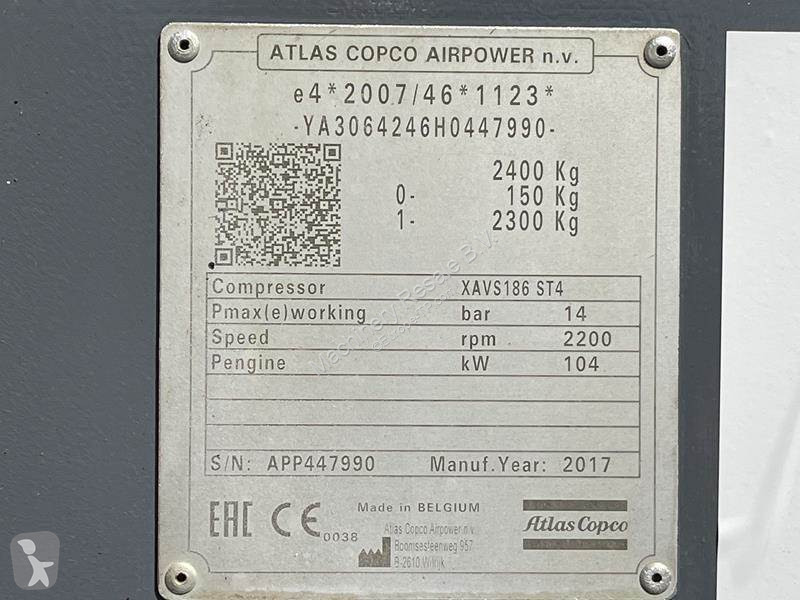 ATLAS COPCO AIRPOWER n.v.
e4*2007/46*1123*
-YA3064246H0447990-
2400 Kg
0- 150 Kg
1- 2300 Kg
Compressor XAVS186 ST4
Pmax(e)working bar 14
Speed rpm 2200
Pengine kW 104
S/N: APP447990 Manuf.Year: 2017
EAC CE 0038
Made in BELGIUM
Atlas Copco Airpower n.v.
Boomsesteenweg 957
B-2610 Wilrijk
Atlas Copco
Machinery Resale B.V.